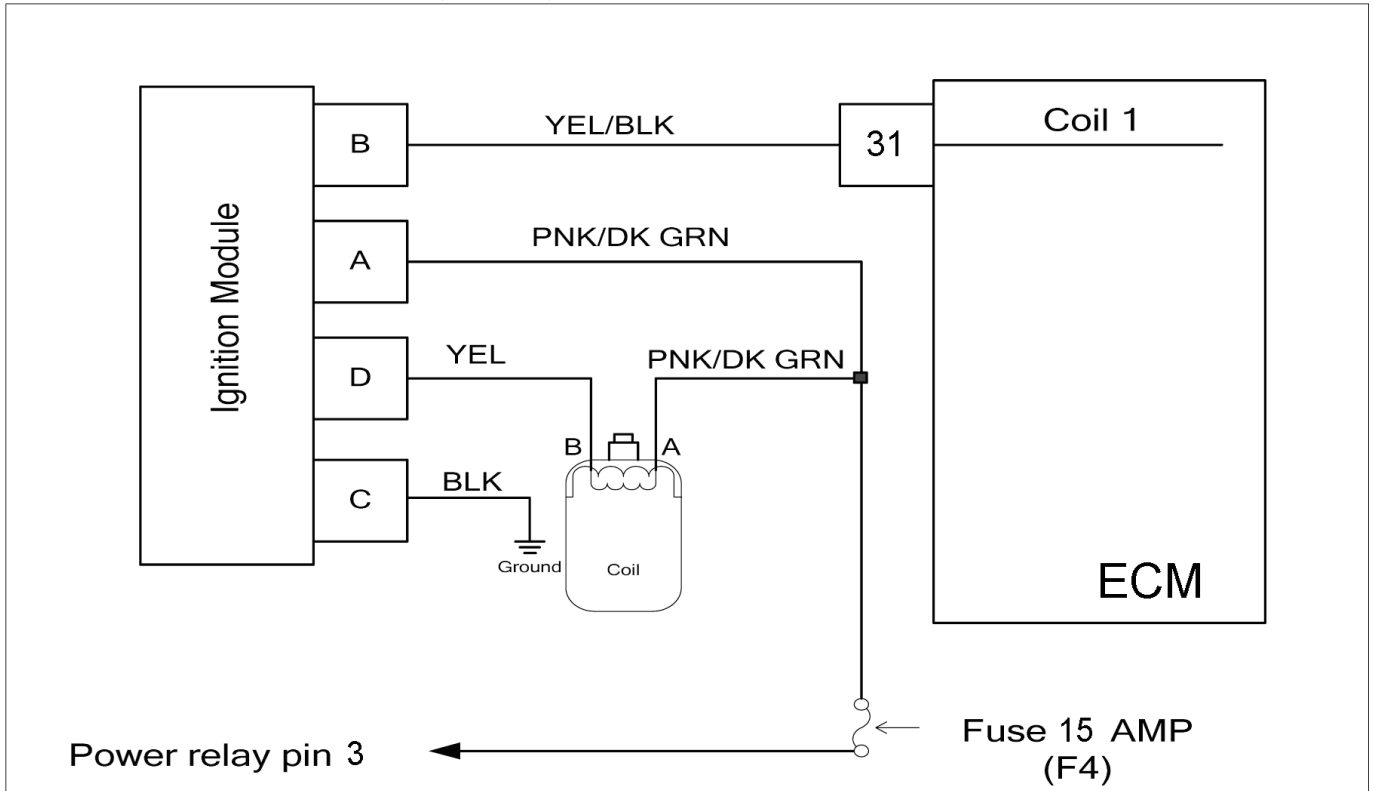 Ignition Module
B
YEL/BLK
31
Coil 1
A
PNK/DK GRN
D
YEL
PNK/DK GRN
B
A
C
BLK
Ground
Coil
ECM
Power relay pin 3
Fuse 15 AMP
(F4)